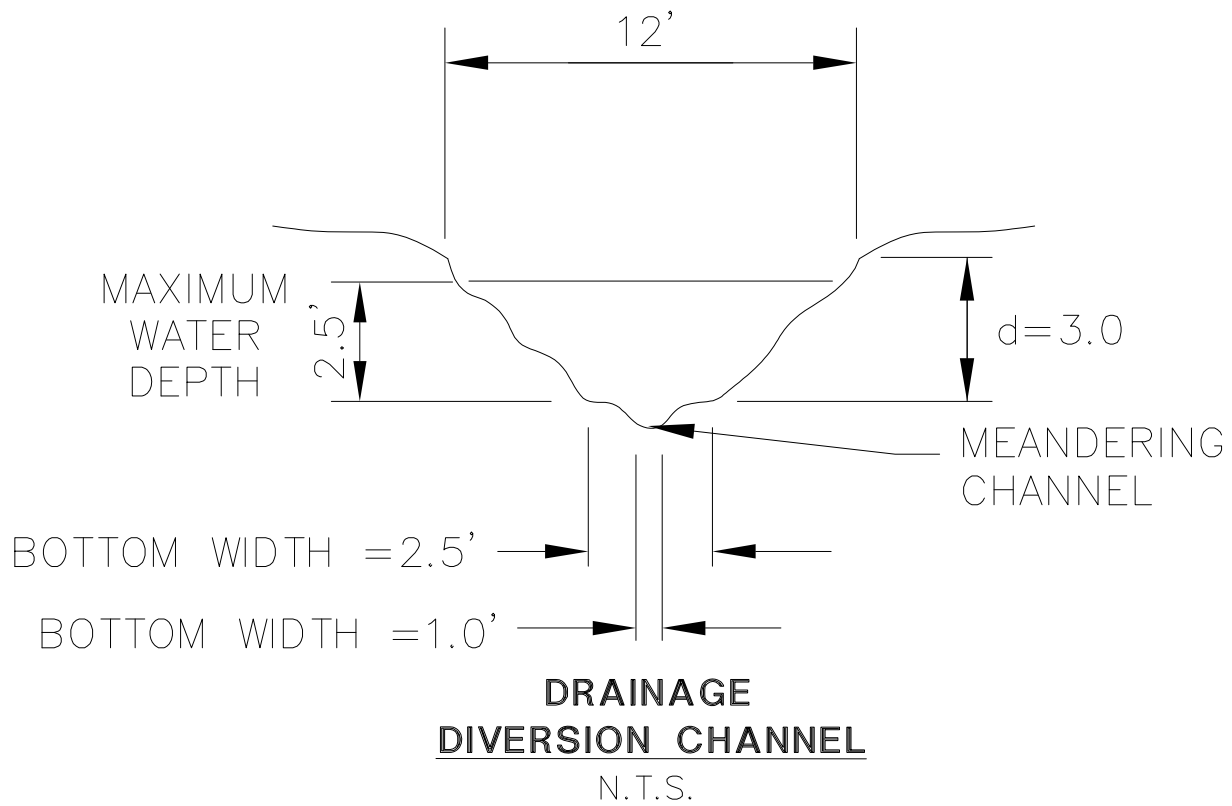 12'
MAXIMUM
WATER
DEPTH
2.5'
d=3.0
MEANDERING
CHANNEL
BOTTOM WIDTH =2.5'
BOTTOM WIDTH =1.0'
DRAINAGE
DIVERSION CHANNEL
N.T.S.